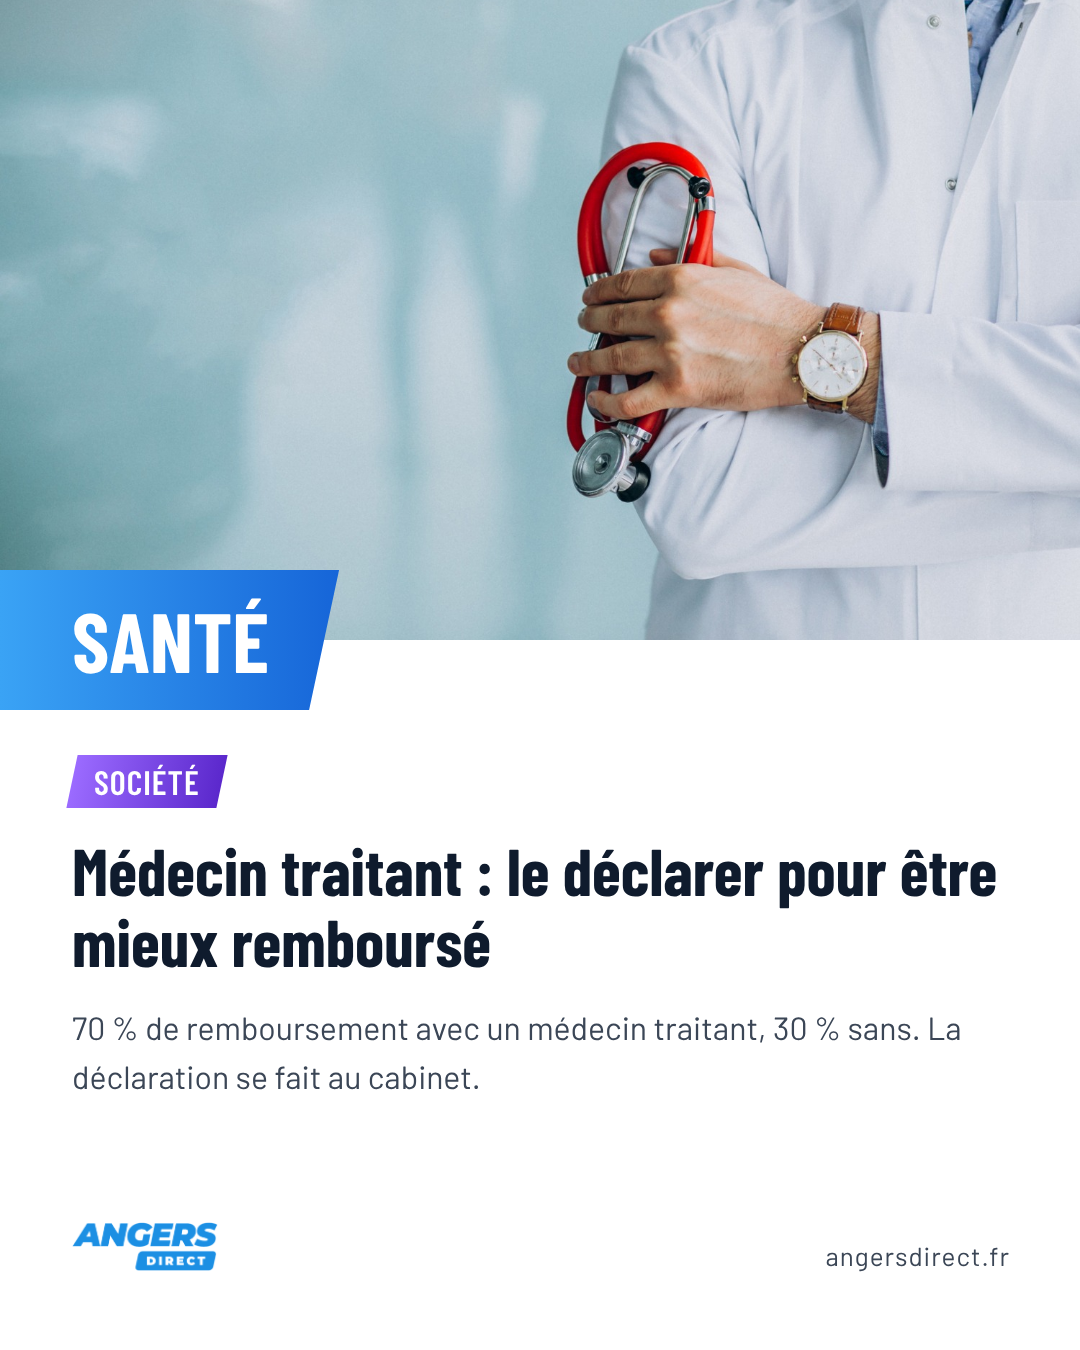 SANTÉ
SOCIÉTÉ
Médecin traitant : le déclarer pour être
mieux remboursé
70 % de remboursement avec un médecin traitant, 30 % sans. La
déclaration se fait au cabinet.
ANGERS
DIRECT
angersdirect.fr